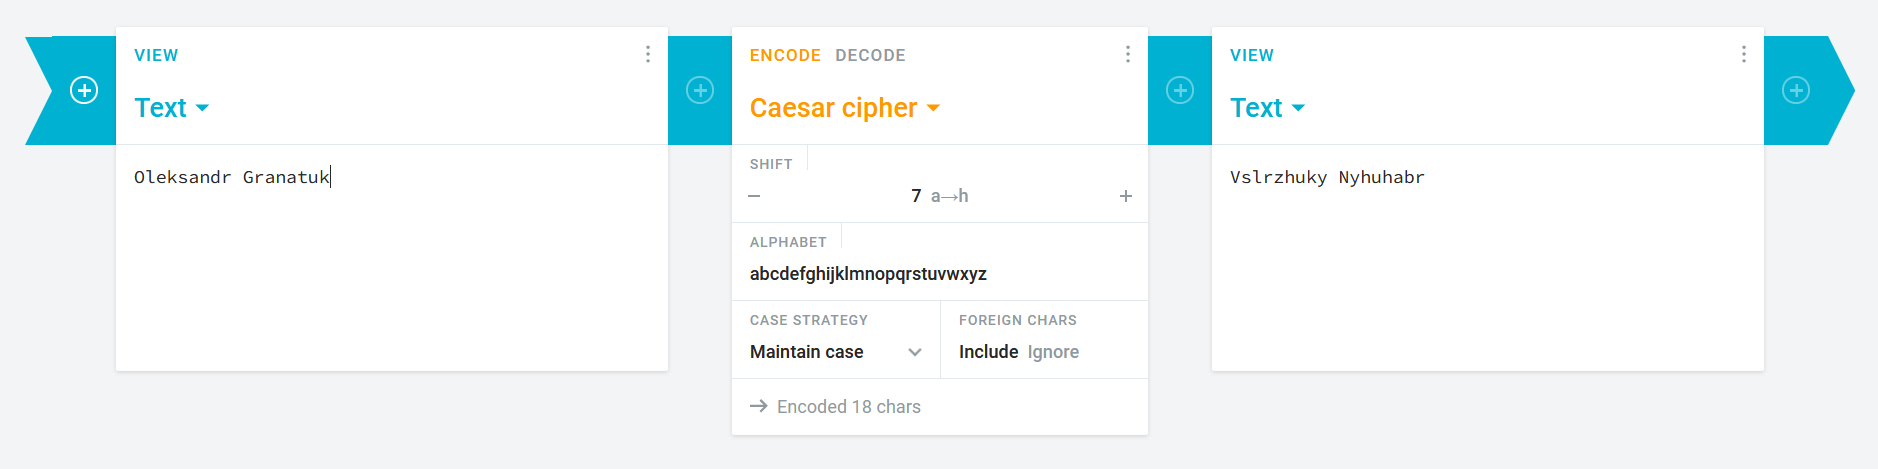 VIEW
Text
Oleksandr Granatuk
ENCODE DECODE
Caesar cipher
SHIFT
7 a→h
ALPHABET
abcdefghijklmnopqrstuvwxyz
CASE STRATEGY
Maintain case
FOREIGN CHARS
Include Ignore
→ Encoded 18 chars
VIEW
Text
Vslrzhuky Nyhuhabr